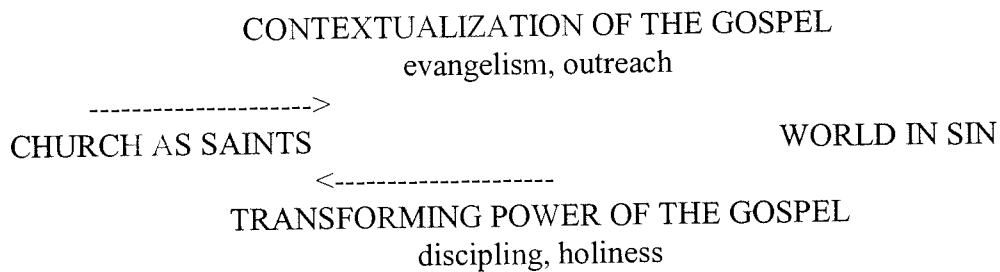 CONTEXTUALIZATION OF THE GOSPEL
evangelism, outreach
--------------------->
CHURCH AS SAINTS WORLD IN SIN
<---------------------
TRANSFORMING POWER OF THE GOSPEL
discipling, holiness